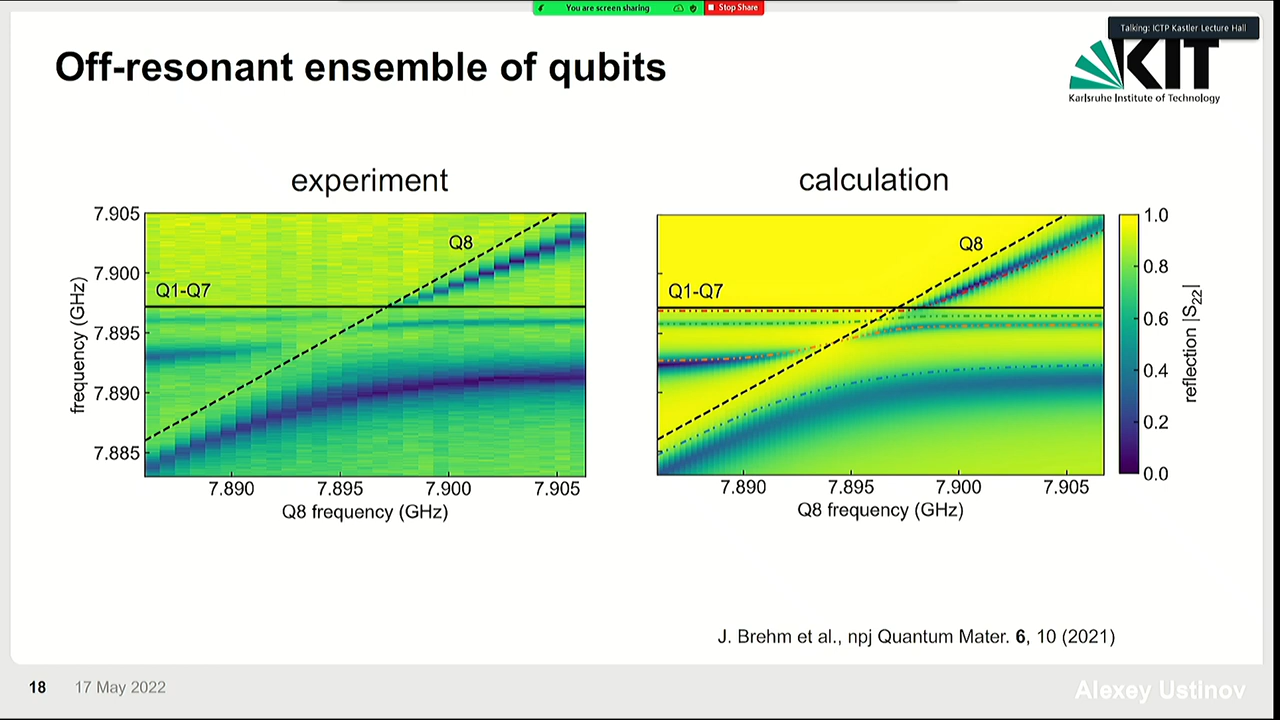 You are screen sharing
Stop Share
Talking: ICTP Kastler Lecture Hall
Off-resonant ensemble of qubits
KIT
Karlsruhe Institute of Technology
experiment
calculation
7.905
7.900
7.895
7.890
7.885
frequency (GHz)
Q8
Q1-Q7
7.890
7.895
7.900
7.905
Q8 frequency (GHz)
Q8
Q1-Q7
7.890
7.895
7.900
7.905
Q8 frequency (GHz)
1.0
0.8
0.6
0.4
0.2
0.0
reflection |S22|
J. Brehm et al., npj Quantum Mater. 6, 10 (2021)
18 17 May 2022
Alexey Ustinov